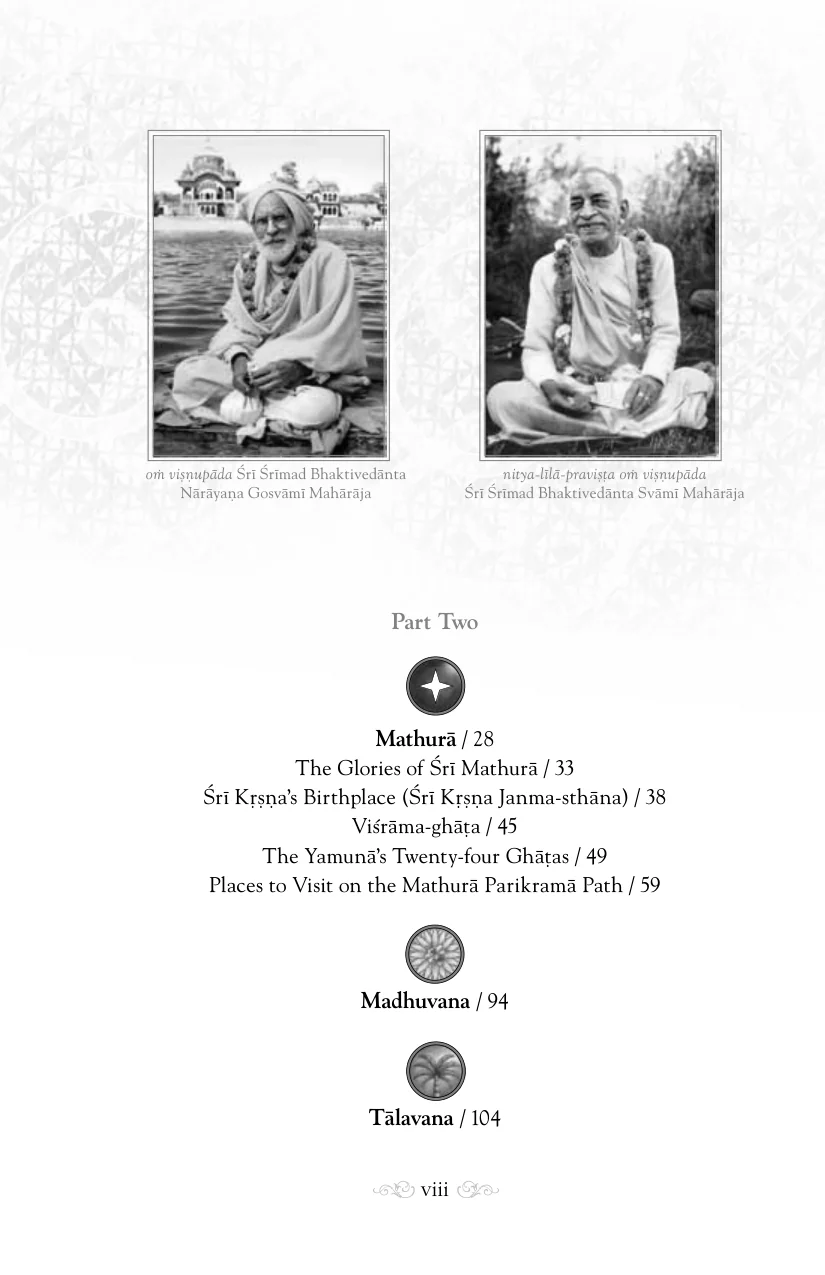 oṁ viṣṇupāda Śrī Śrīmad Bhaktivedānta
Nārāyaṇa Gosvāmī Mahārāja
nitya-līlā-praviṣṭa oṁ viṣṇupāda
Śrī Śrīmad Bhaktivedānta Svāmī Mahārāja
Part Two
Mathurā / 28
The Glories of Śrī Mathurā / 33
Śrī Kṛṣṇa’s Birthplace (Śrī Kṛṣṇa Janma-sthāna) / 38
Viśrāma-ghāṭa / 45
The Yamunā’s Twenty-four Ghāṭas / 49
Places to Visit on the Mathurā Parikramā Path / 59
Madhuvana / 94
Tālavana / 104
viii